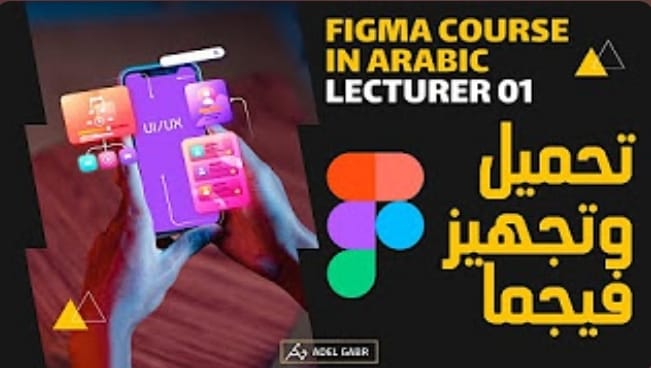 FIGMA COURSE
IN ARABIC
LECTURER 01
تحميل
وتجهيز
فيجما
UI/UX
ADEL GABR